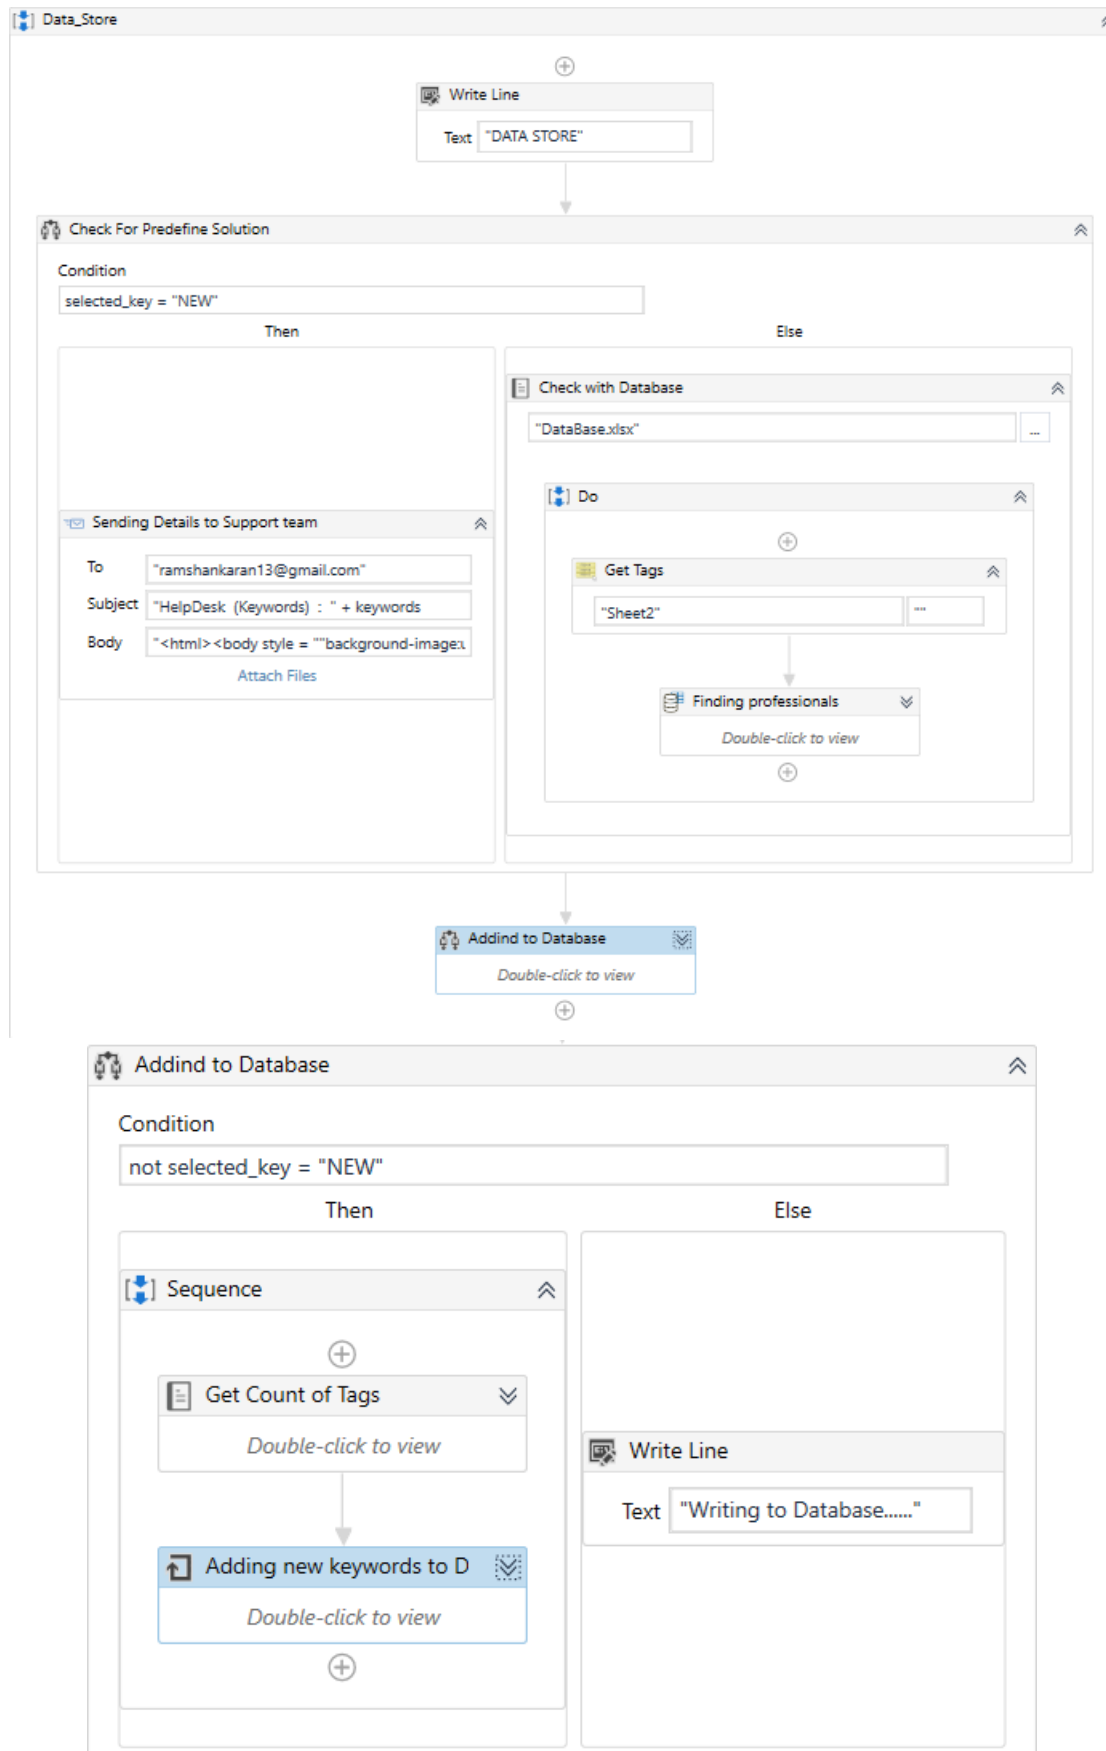 Data_Store
Write Line
Text "DATA STORE"
Check For Predefine Solution
Condition
selected_key = "NEW"
Then Else
Check with Database
"DataBase.xlsx" ...
Do
Sending Details to Support team
To "ramshankaran13@gmail.com"
Subject "HelpDesk (Keywords) : " + keywords
Body "<html><body style = ""background-image:u
Attach Files
Get Tags
"Sheet2" ""
Finding professionals
Double-click to view
Addind to Database
Double-click to view
Addind to Database
Condition
not selected_key = "NEW"
Then Else
Sequence
Get Count of Tags
Double-click to view
Adding new keywords to D
Double-click to view
Write Line
Text "Writing to Database......"